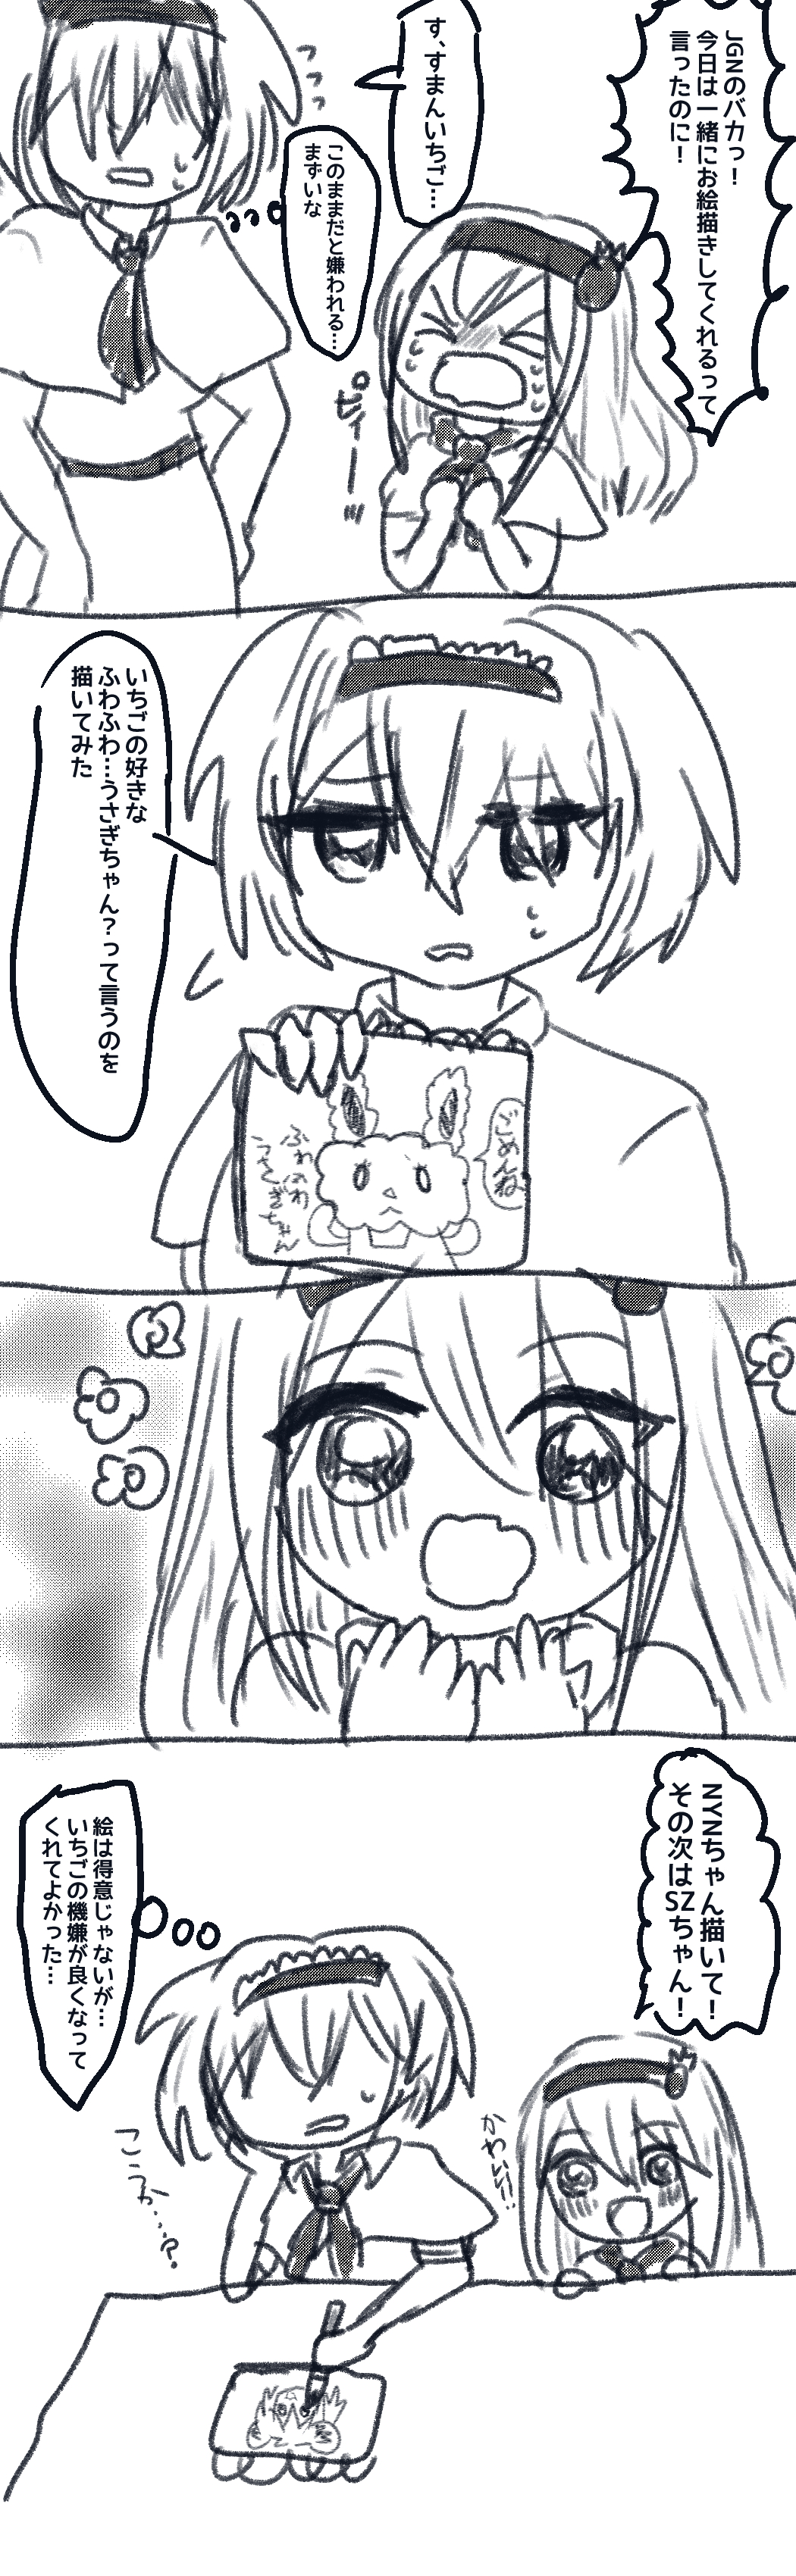 JGNのバカっ!
今日は一緒にお絵描きしてくれるって
言ったのに!
す、すまんいちご…
このままだと嫌われる…
まずいな
ピィーー!!!
いちごの好きな
ふわふわ…うさぎちゃん?って言うのを
描いてみた
ごめんね
ふわふわ
うさぎちゃん
NYNちゃん描いて!
その次はSZちゃん!
絵は得意じゃないが…
いちごの機嫌が良くなって
くれてよかった…
かわいい!!
こうか…?